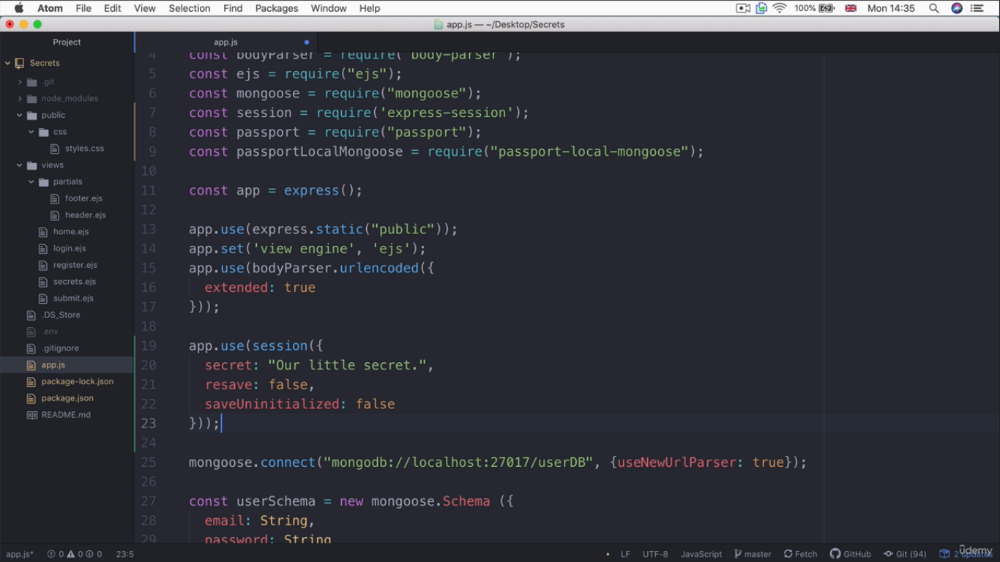 Atom File Edit View Selection Find Packages Window Help 100% Mon 14:35
app.js — ~/Desktop/Secrets
Project
app.js
Secrets
.git
node_modules
public
css
styles.css
views
partials
footer.ejs
header.ejs
home.ejs
login.ejs
register.ejs
secrets.ejs
submit.ejs
.DS_Store
.env
.gitignore
app.js
package-lock.json
package.json
README.md
4 const bodyParser = require("body-parser");
5 const ejs = require("ejs");
6 const mongoose = require("mongoose");
7 const session = require('express-session');
8 const passport = require("passport");
9 const passportLocalMongoose = require("passport-local-mongoose");
10
11 const app = express();
12
13 app.use(express.static("public"));
14 app.set('view engine', 'ejs');
15 app.use(bodyParser.urlencoded({
16 extended: true
17 }));
18
19 app.use(session({
20 secret: "Our little secret.",
21 resave: false,
22 saveUninitialized: false
23 }));
24
25 mongoose.connect("mongodb://localhost:27017/userDB", {useNewUrlParser: true});
26
27 const userSchema = new mongoose.Schema ({
28 email: String,
29 password: String
app.js* 0 0 0 23:5 LF UTF-8 JavaScript master Fetch GitHub Git (94) 2 updates
udemy